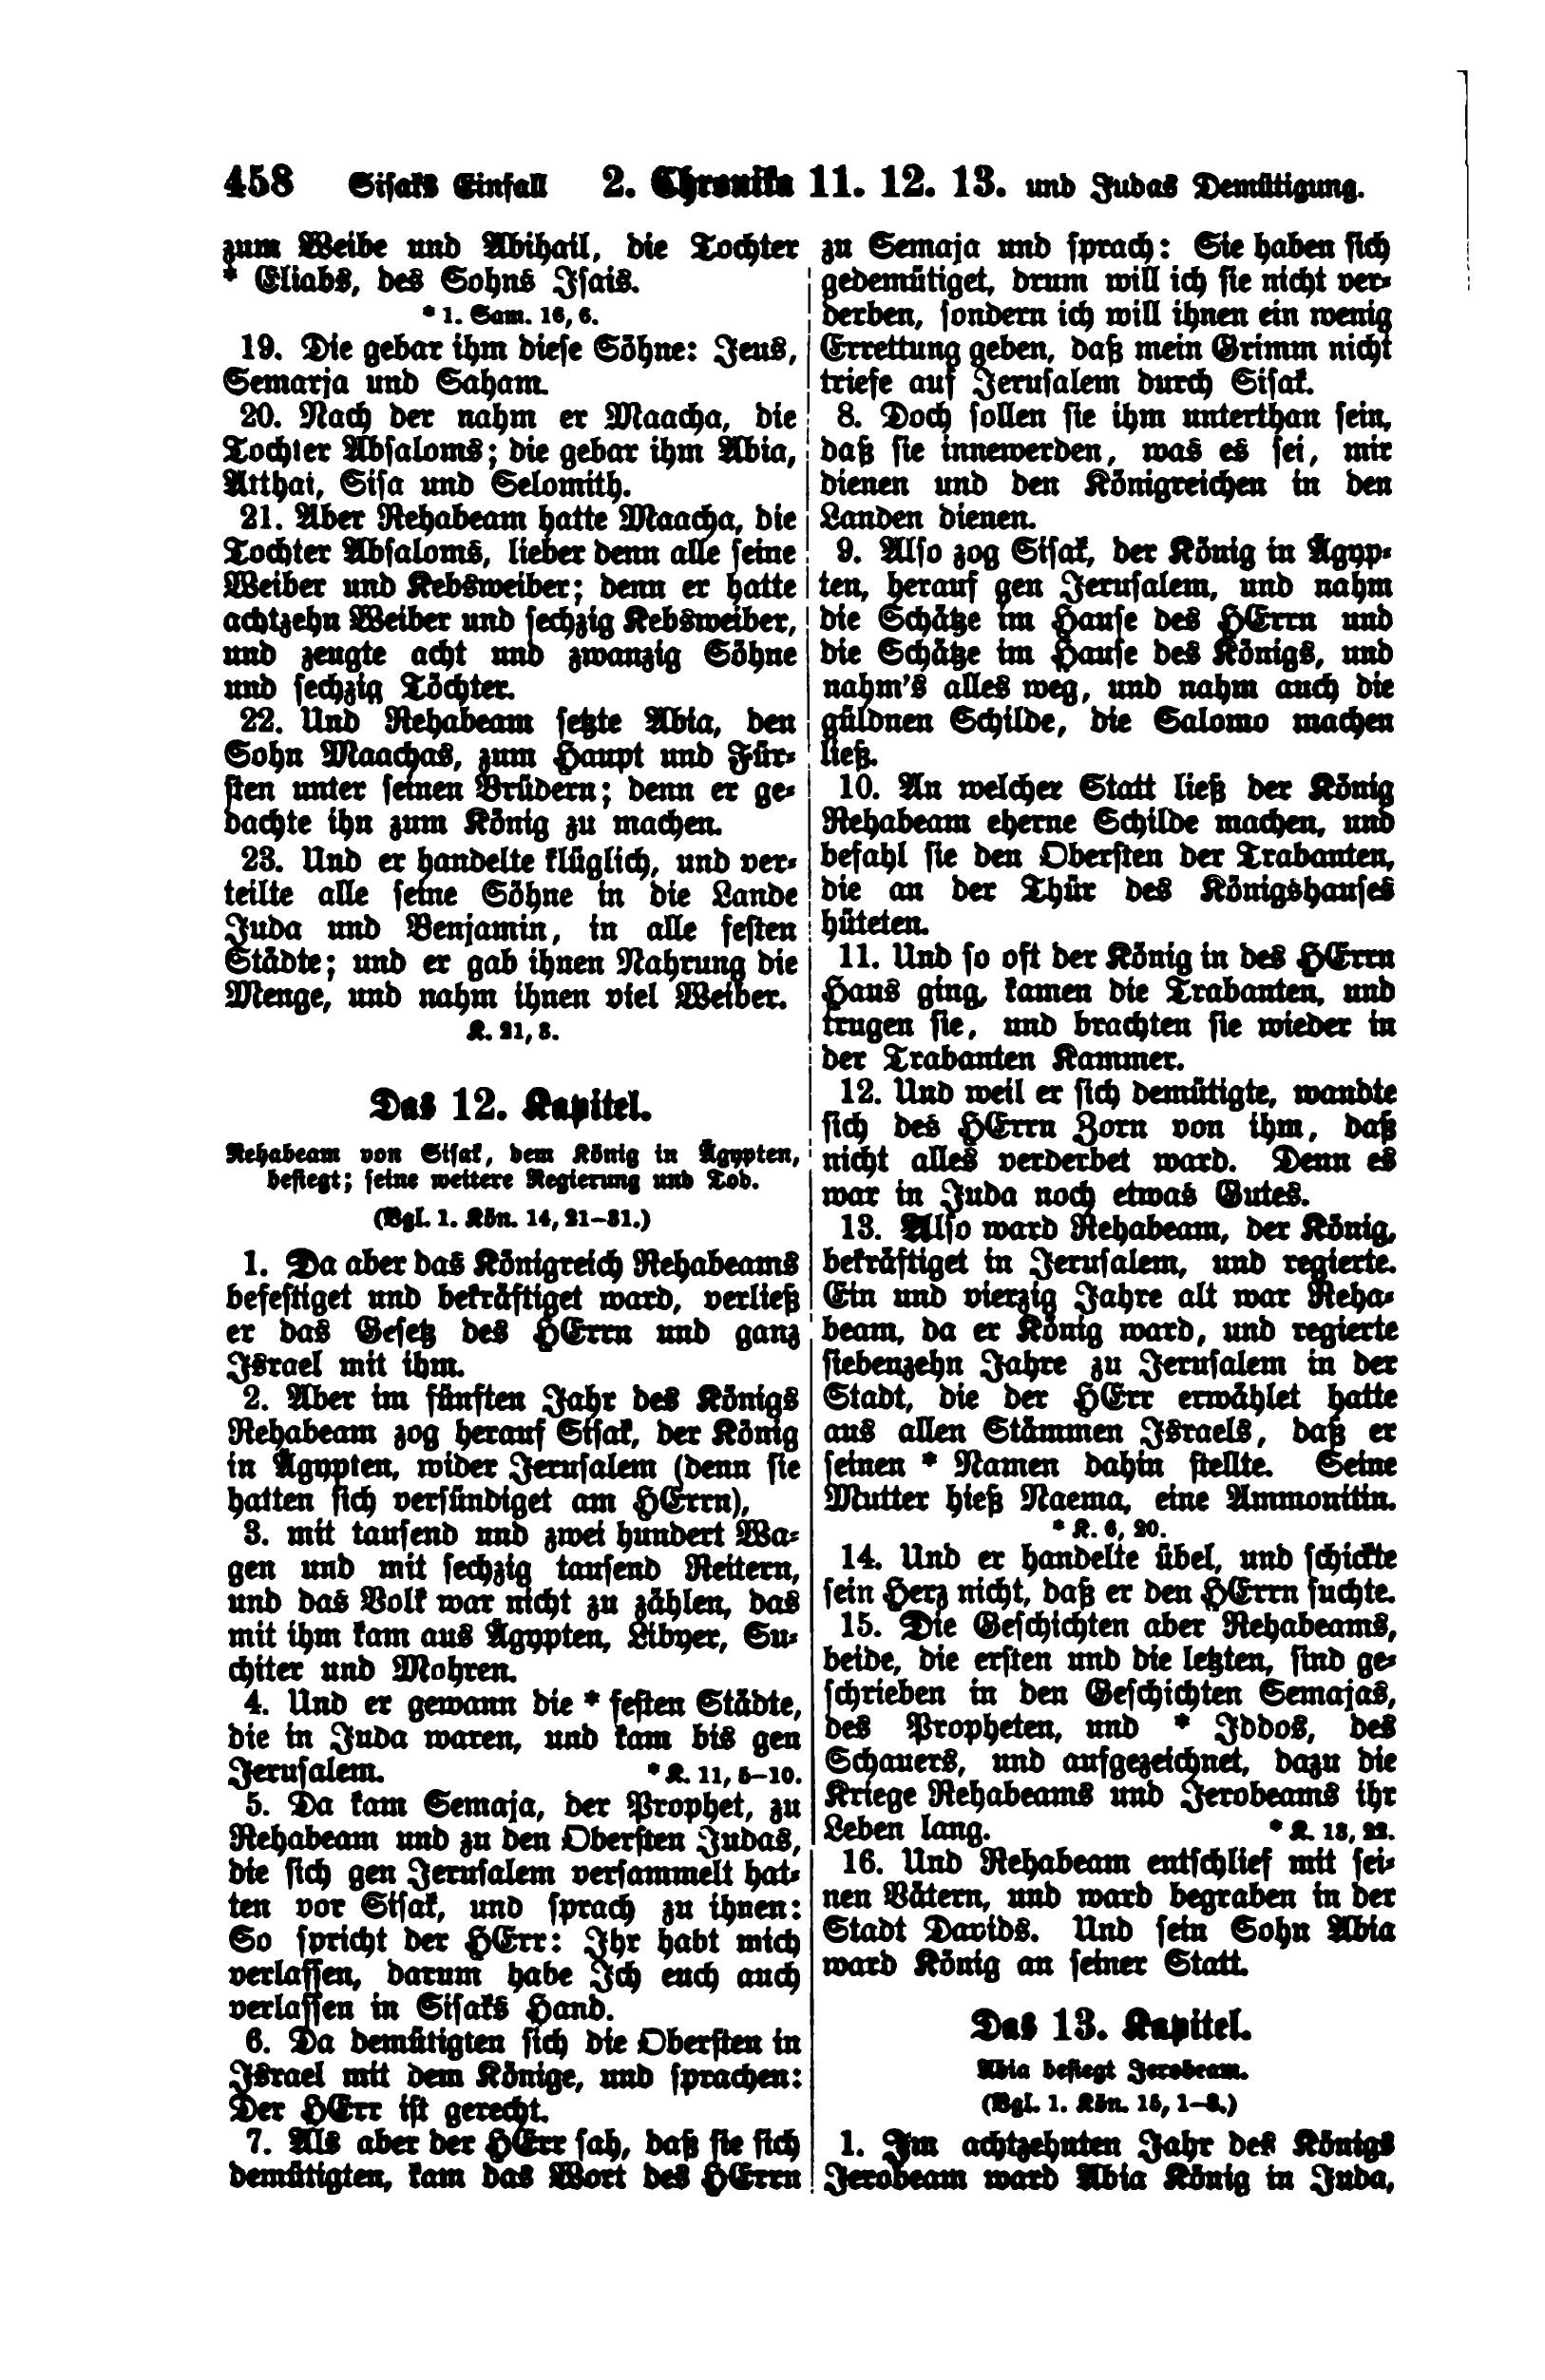 458 Sisaks Einfall 2. Chronika 11. 12. 13. und Judas Demütigung.
zum Weibe und Abihail, die Tochter
* Eliabs, des Sohns Isais.
* 1. Sam. 16, 6.
19. Die gebar ihm diese Söhne: Jeus,
Semarja und Saham.
20. Nach der nahm er Maacha, die
Tochter Absaloms; die gebar ihm Abia,
Atthai, Sisa und Selomith.
21. Aber Rehabeam hatte Maacha, die
Tochter Absaloms, lieber denn alle seine
Weiber und Kebsweiber; denn er hatte
achtzehn Weiber und sechzig Kebsweiber,
und zeugte acht und zwanzig Söhne
und sechzig Töchter.
22. Und Rehabeam setzte Abia, den
Sohn Maachas, zum Haupt und Für-
sten unter seinen Brüdern; denn er ge-
dachte ihn zum König zu machen.
23. Und er handelte klüglich, und ver-
teilte alle seine Söhne in die Lande
Juda und Benjamin, in alle festen
Städte; und er gab ihnen Nahrung die
Menge, und nahm ihnen viel Weiber.
K. 21, 3.
Das 12. Kapitel.
Rehabeam von Sisak, dem König in Ägypten,
besiegt; seine weitere Regierung und Tod.
(Vgl. 1. Kön. 14, 21–31.)
1. Da aber das Königreich Rehabeams
befestiget und bekräftiget ward, verließ
er das Gesetz des HErrn und ganz
Israel mit ihm.
2. Aber im fünften Jahr des Königs
Rehabeam zog herauf Sisak, der König
in Ägypten, wider Jerusalem (denn sie
hatten sich versündiget am HErrn),
3. mit tausend und zwei hundert Wa-
gen und mit sechzig tausend Reitern,
und das Volk war nicht zu zählen, das
mit ihm kam aus Ägypten, Libyer, Su-
chiter und Mohren.
4. Und er gewann die * festen Städte,
die in Juda waren, und kam bis gen
Jerusalem. * K. 11, 5–10.
5. Da kam Semaja, der Prophet, zu
Rehabeam und zu den Obersten Judas,
die sich gen Jerusalem versammelt hat-
ten vor Sisak, und sprach zu ihnen:
So spricht der HErr: Ihr habt mich
verlassen, darum habe Ich euch auch
verlassen in Sisaks Hand.
6. Da demütigten sich die Obersten in
Israel mit dem Könige, und sprachen:
Der HErr ist gerecht.
7. Als aber der HErr sah, daß sie sich
demütigten, kam das Wort des HErrn
zu Semaja und sprach: Sie haben sich
gedemütiget, drum will ich sie nicht ver-
derben, sondern ich will ihnen ein wenig
Errettung geben, daß mein Grimm nicht
triefe auf Jerusalem durch Sisak.
8. Doch sollen sie ihm unterthan sein,
daß sie innewerden, was es sei, mir
dienen und den Königreichen in den
Landen dienen.
9. Also zog Sisak, der König in Ägyp-
ten, herauf gen Jerusalem, und nahm
die Schätze im Hause des HErrn und
die Schätze im Hause des Königs, und
nahm's alles weg, und nahm auch die
güldnen Schilde, die Salomo machen
ließ.
10. An welcher Statt ließ der König
Rehabeam eherne Schilde machen, und
befahl sie den Obersten der Trabanten,
die an der Thür des Königshauses
hüteten.
11. Und so oft der König in des HErrn
Haus ging, kamen die Trabanten, und
trugen sie, und brachten sie wieder in
der Trabanten Kammer.
12. Und weil er sich demütigte, wandte
sich des HErrn Zorn von ihm, daß
nicht alles verderbet ward. Denn es
war in Juda noch etwas Gutes.
13. Also ward Rehabeam, der König,
bekräftiget in Jerusalem, und regierte.
Ein und vierzig Jahre alt war Reha-
beam, da er König ward, und regierte
siebenzehn Jahre zu Jerusalem in der
Stadt, die der HErr erwählet hatte
aus allen Stämmen Israels, daß er
seinen * Namen dahin stellte. Seine
Mutter hieß Naema, eine Ammonitin.
* K. 6, 20.
14. Und er handelte übel, und schickte
sein Herz nicht, daß er den HErrn suchte.
15. Die Geschichten aber Rehabeams,
beide, die ersten und die letzten, sind ge-
schrieben in den Geschichten Semajas,
des Propheten, und * Iddos, des
Schauers, und aufgezeichnet, dazu die
Kriege Rehabeams und Jerobeams ihr
Leben lang. * K. 13, 22.
16. Und Rehabeam entschlief mit sei-
nen Vätern, und ward begraben in der
Stadt Davids. Und sein Sohn Abia
ward König an seiner Statt.
Das 13. Kapitel.
Abia besiegt Jerobeam.
(Vgl. 1. Kön. 15, 1–8.)
1. Im achtzehnten Jahr des Königs
Jerobeam ward Abia König in Juda,